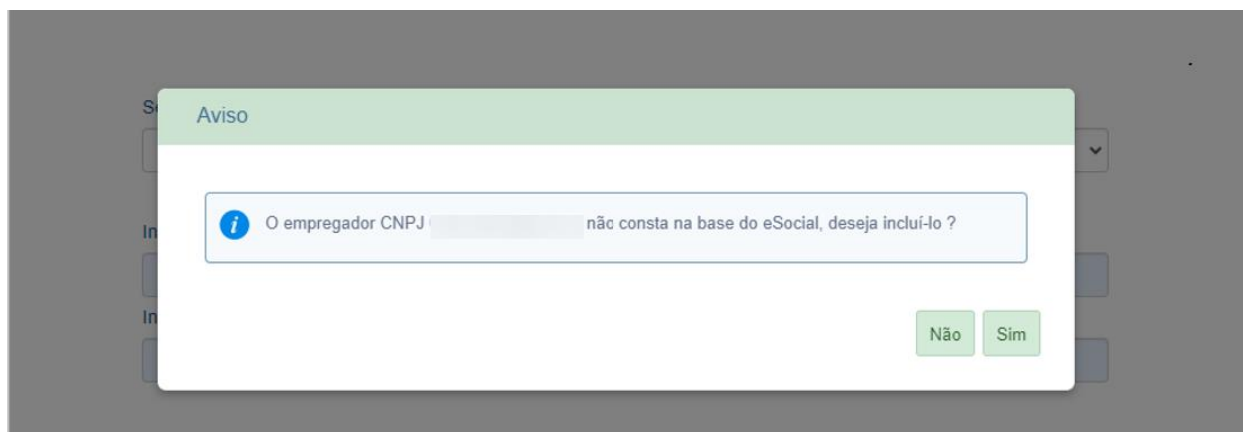 Aviso
i
O empregador CNPJ não consta na base do eSocial, deseja incluí-lo ?
Não
Sim